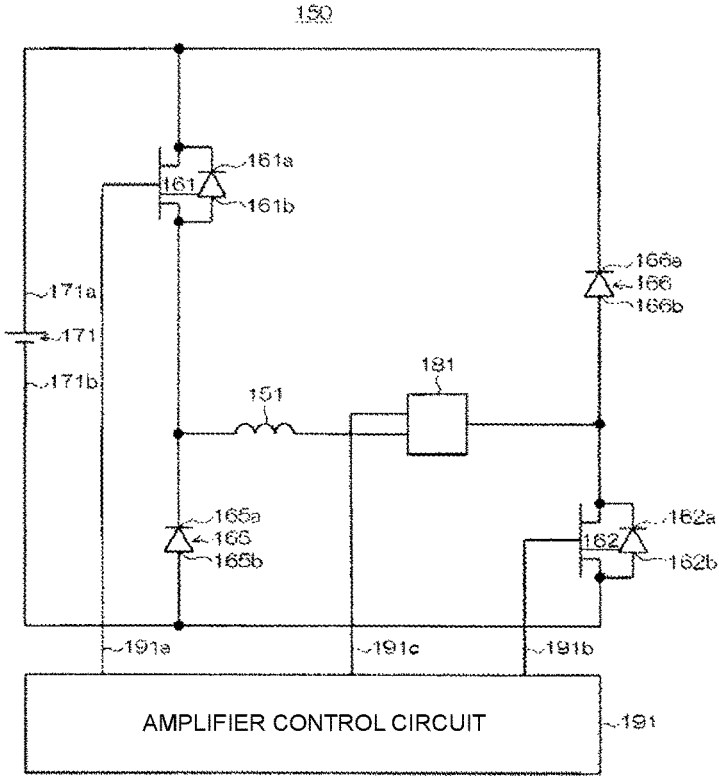 150
161a
161
161b
166a
166
166b
171a
171
171b
151
181
165a
165
165b
162a
162
162b
191a
191c
191b
AMPLIFIER CONTROL CIRCUIT
191